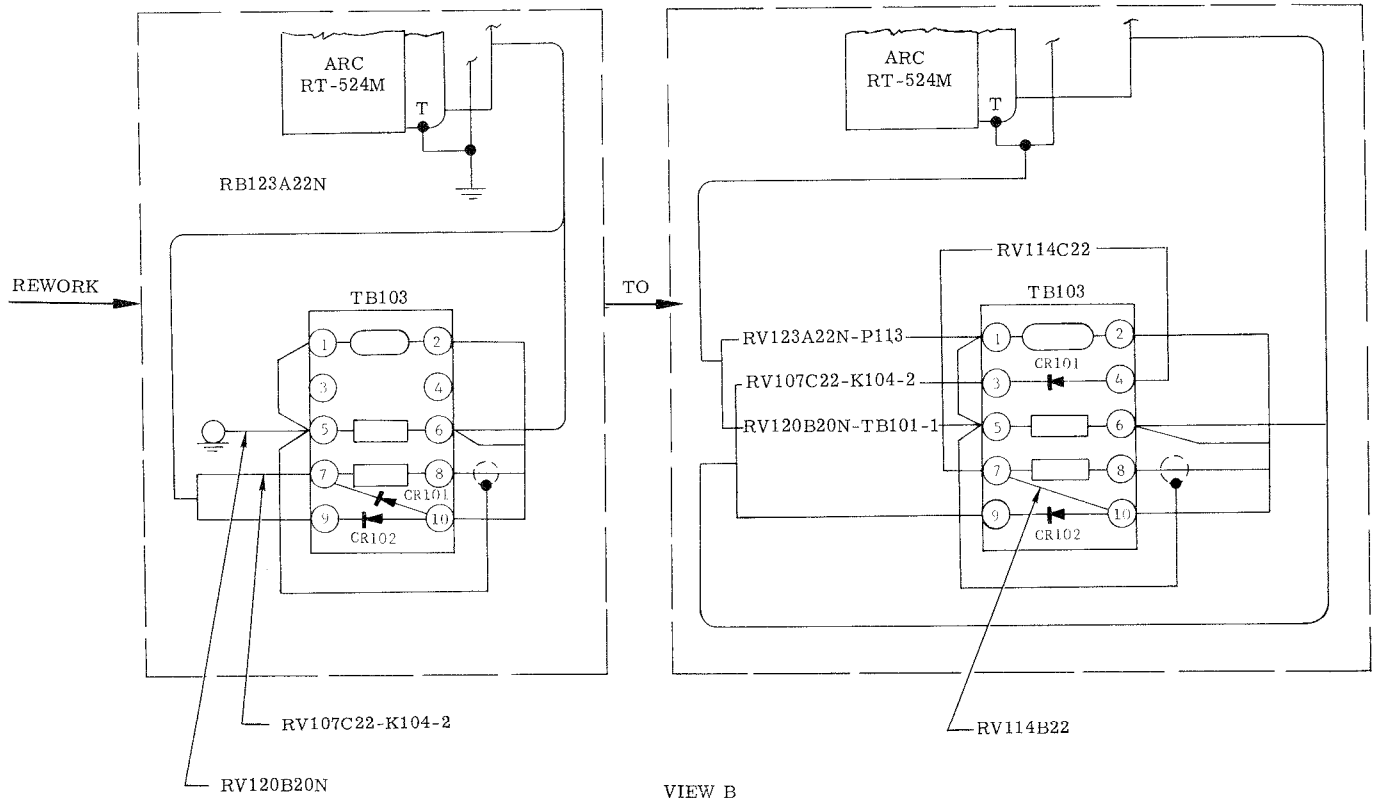 ARC
RT-524M
T
RB123A22N
REWORK
TB103
1
2
3
4
5
6
7
8
CR101
9
10
CR102
RV107C22-K104-2
RV120B20N
TO
ARC
RT-524M
T
RV114C22
TB103
RV123A22N-P113
1
2
CR101
RV107C22-K104-2
3
4
RV120B20N-TB101-1
5
6
7
8
9
10
CR102
RV114B22
VIEW B